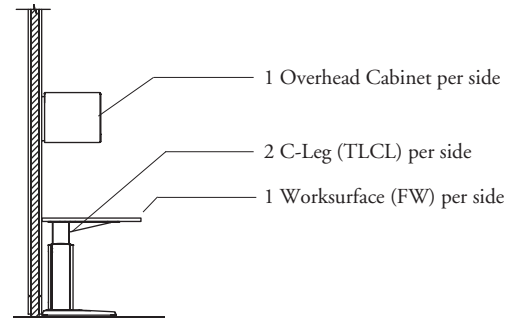 1 Overhead Cabinet per side
2 C-Leg (TLCL) per side
1 Worksurface (FW) per side